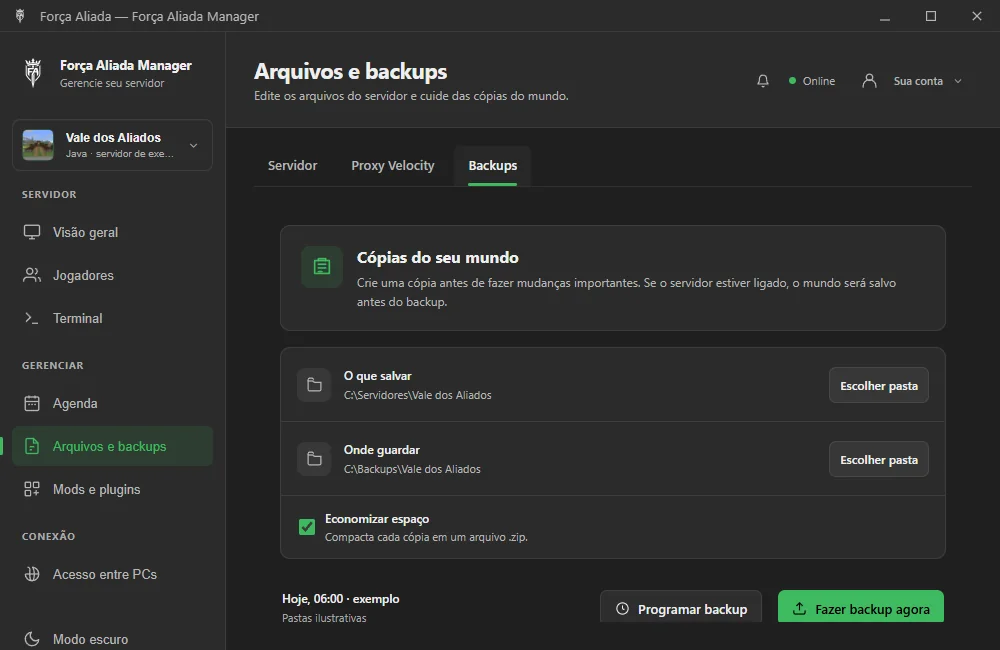 Força Aliada — Força Aliada Manager
Força Aliada Manager
Gerencie seu servidor
Vale dos Aliados
Java · servidor de exe...
SERVIDOR
Visão geral
Jogadores
Terminal
GERENCIAR
Agenda
Arquivos e backups
Mods e plugins
CONEXÃO
Acesso entre PCs
Modo escuro
Arquivos e backups
Edite os arquivos do servidor e cuide das cópias do mundo.
Online
Sua conta
Servidor
Proxy Velocity
Backups
Cópias do seu mundo
Crie uma cópia antes de fazer mudanças importantes. Se o servidor estiver ligado, o mundo será salvo
antes do backup.
O que salvar
C:\Servidores\Vale dos Aliados
Escolher pasta
Onde guardar
C:\Backups\Vale dos Aliados
Escolher pasta
Economizar espaço
Compacta cada cópia em um arquivo .zip.
Hoje, 06:00 · exemplo
Pastas ilustrativas
Programar backup
Fazer backup agora